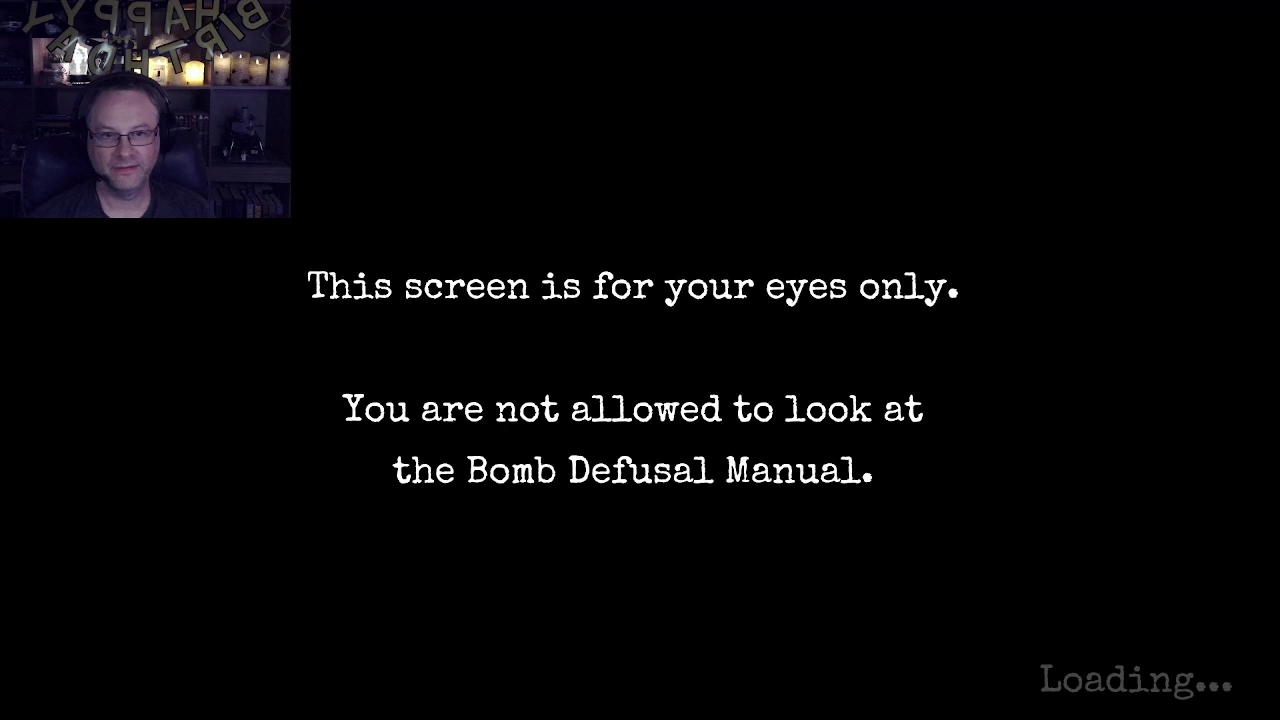 HAPPY
BIRTHDAY
This screen is for your eyes only.
You are not allowed to look at
the Bomb Defusal Manual.
Loading...